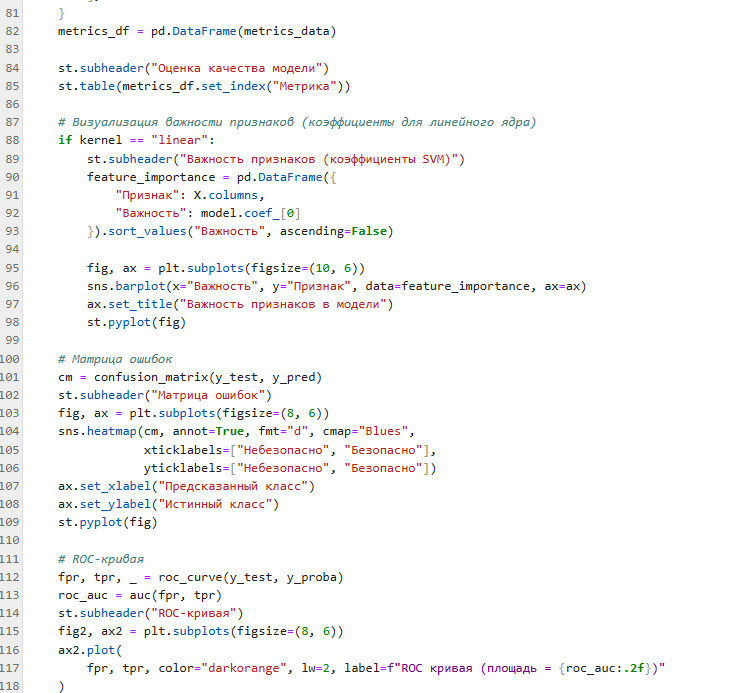 81 }
82 metrics_df = pd.DataFrame(metrics_data)
83
84 st.subheader("Оценка качества модели")
85 st.table(metrics_df.set_index("Метрика"))
86
87 # Визуализация важности признаков (коэффициенты для линейного ядра)
88 if kernel == "linear":
89 st.subheader("Важность признаков (коэффициенты SVM)")
90 feature_importance = pd.DataFrame({
91 "Признак": X.columns,
92 "Важность": model.coef_[0]
93 }).sort_values("Важность", ascending=False)
94
95 fig, ax = plt.subplots(figsize=(10, 6))
96 sns.barplot(x="Важность", y="Признак", data=feature_importance, ax=ax)
97 ax.set_title("Важность признаков в модели")
98 st.pyplot(fig)
99
100 # Матрица ошибок
101 cm = confusion_matrix(y_test, y_pred)
102 st.subheader("Матрица ошибок")
103 fig, ax = plt.subplots(figsize=(8, 6))
104 sns.heatmap(cm, annot=True, fmt="d", cmap="Blues",
105 xticklabels=["Небезопасно", "Безопасно"],
106 yticklabels=["Небезопасно", "Безопасно"])
107 ax.set_xlabel("Предсказанный класс")
108 ax.set_ylabel("Истинный класс")
109 st.pyplot(fig)
110
111 # ROC-кривая
112 fpr, tpr, _ = roc_curve(y_test, y_proba)
113 roc_auc = auc(fpr, tpr)
114 st.subheader("ROC-кривая")
115 fig2, ax2 = plt.subplots(figsize=(8, 6))
116 ax2.plot(
117 fpr, tpr, color="darkorange", lw=2, label=f"ROC кривая (площадь = {roc_auc:.2f})"
118 )